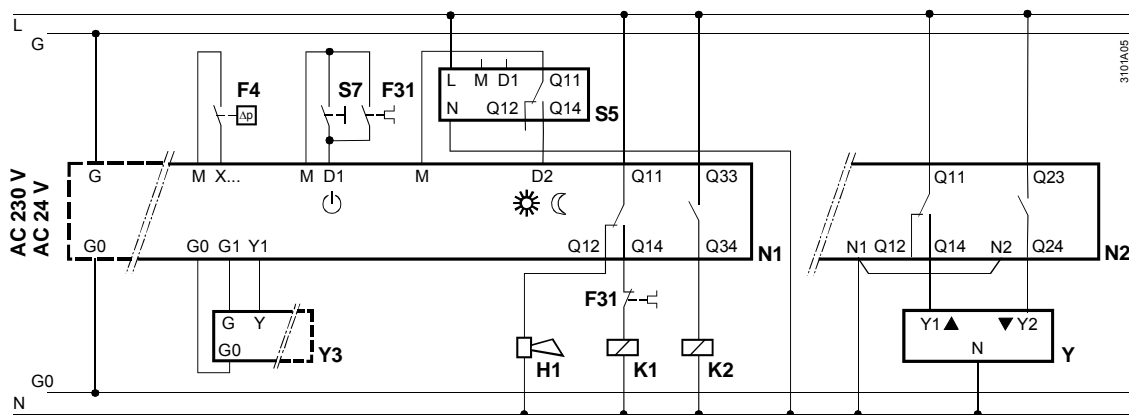 L
G
3101A05
F4
Δp
S7
F31
L M D1 Q11
N Q12 Q14
S5
AC 230 V
AC 24 V
G M X... M D1 M D2 Q11 Q33
G0 G0 G1 Y1 Q12 Q14 Q34
N1
Q11 Q23
N1 Q12 Q14 N2 Q24
N2
F31
G Y
G0
Y3
H1
K1
K2
Y1 ▲ ▼ Y2
N
Y
G0
N